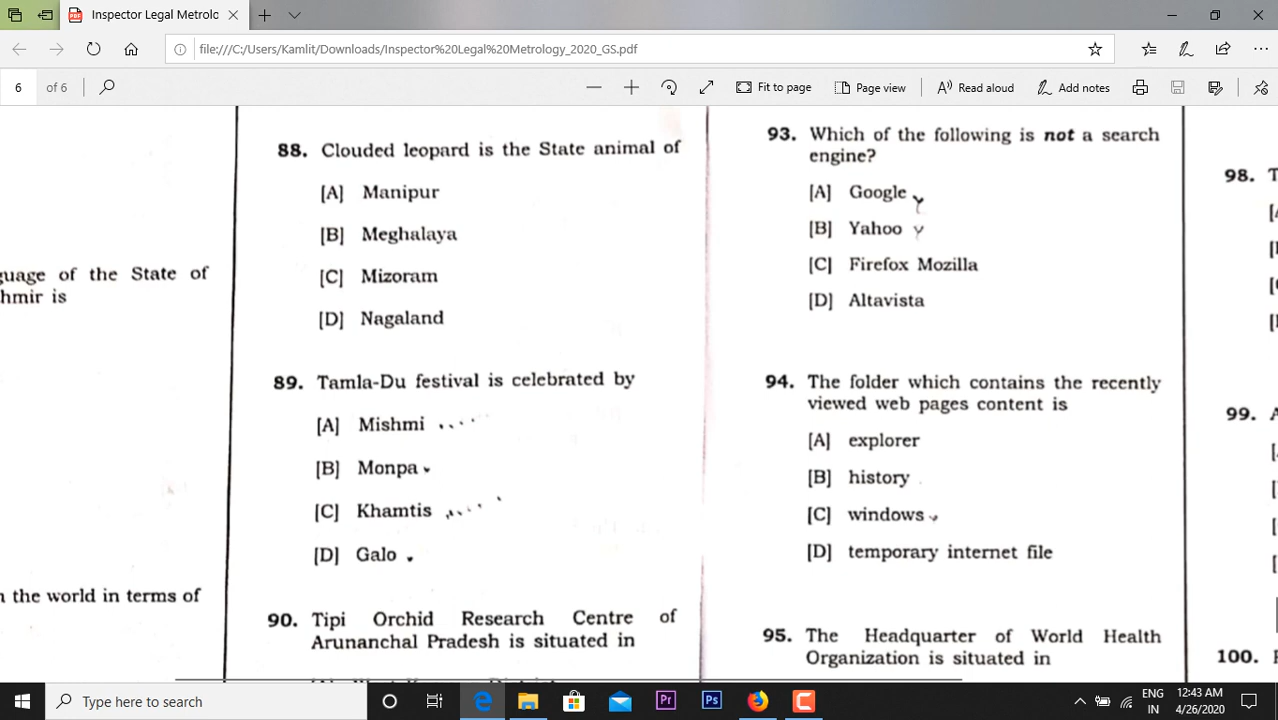 Inspector Legal Metrolo
file:///C:/Users/Kamlit/Downloads/Inspector%20Legal%20Metrology_2020_GS.pdf
6 of 6
Fit to page
Page view
Read aloud
Add notes
guage of the State of
hmir is
n the world in terms of
88. Clouded leopard is the State animal of
[A] Manipur
[B] Meghalaya
[C] Mizoram
[D] Nagaland
89. Tamla-Du festival is celebrated by
[A] Mishmi
[B] Monpa
[C] Khamtis
[D] Galo
90. Tipi Orchid Research Centre of
Arunanchal Pradesh is situated in
93. Which of the following is not a search
engine?
[A] Google
[B] Yahoo
[C] Firefox Mozilla
[D] Altavista
94. The folder which contains the recently
viewed web pages content is
[A] explorer
[B] history
[C] windows
[D] temporary internet file
95. The Headquarter of World Health
Organization is situated in
98. T
99. A
100.
Type here to search
ENG
IN
12:43 AM
4/26/2020